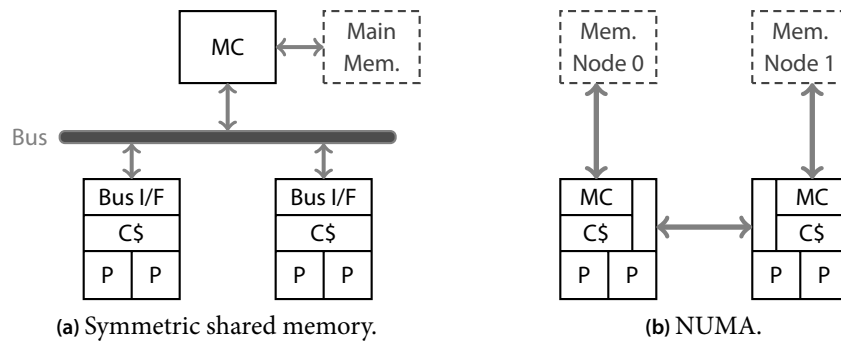 MC
Main
Mem.
Bus
Bus I/F
C$
P P
Bus I/F
C$
P P
(a) Symmetric shared memory.
Mem.
Node 0
Mem.
Node 1
MC
C$
P P
MC
C$
P P
(b) NUMA.